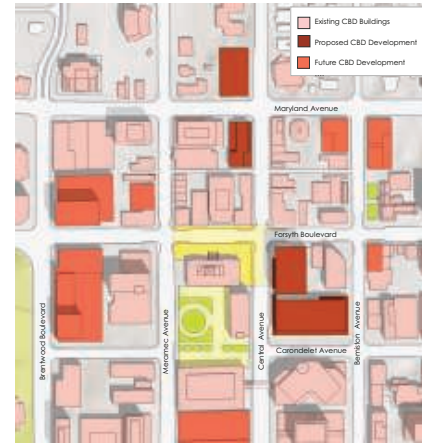 Existing CBD Buildings
Proposed CBD Development
Future CBD Development
Maryland Avenue
Forsyth Boulevard
Brentwood Boulevard
Meramec Avenue
Central Avenue
Bemiston Avenue
Carondelet Avenue